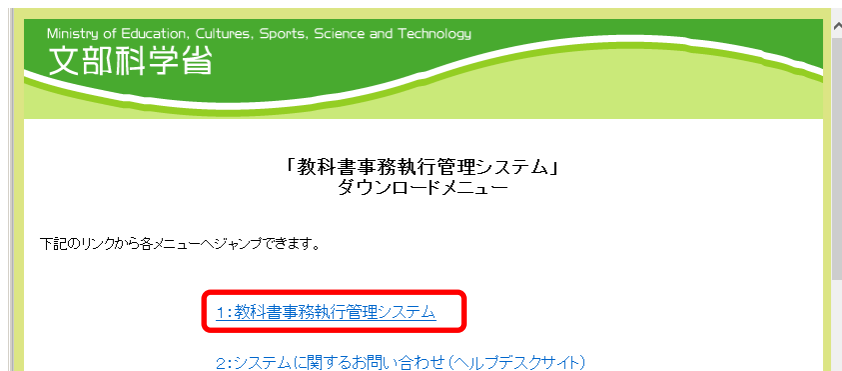 Ministry of Education, Cultures, Sports, Science and Technology
文部科学省
「教科書事務執行管理システム」
ダウンロードメニュー
下記のリンクから各メニューへジャンプできます。
1:教科書事務執行管理システム
2:システムに関するお問い合わせ(ヘルプデスクサイト)